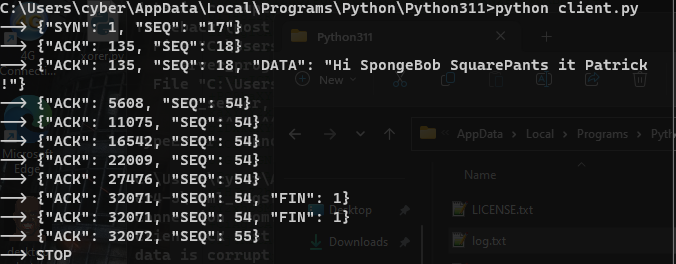 C:\Users\cyber\AppData\Local\Programs\Python\Python311>python client.py
──> {"SYN": 1, "SEQ": "17"}
──> {"ACK": 135, "SEQ": 18}
──> {"ACK": 135, "SEQ": 18, "DATA": "Hi SpongeBob SquarePants it Patrick
!"}
──> {"ACK": 5608, "SEQ": 54}
──> {"ACK": 11075, "SEQ": 54}
──> {"ACK": 16542, "SEQ": 54}
──> {"ACK": 22009, "SEQ": 54}
──> {"ACK": 27476, "SEQ": 54}
──> {"ACK": 32071, "SEQ": 54, "FIN": 1}
──> {"ACK": 32071, "SEQ": 54, "FIN": 1}
──> {"ACK": 32072, "SEQ": 55}
──> STOP
data is corrupt
Python311
New
AppData > Local > Programs >
Desktop
Downloads
LICENSE.txt
log.txt